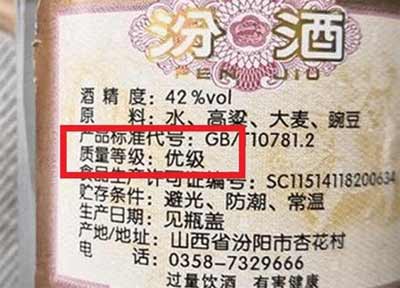 汾酒
FEN JIU
酒精度：42%vol
原料：水、高粱、大麦、豌豆
产品标准代号：GB/T10781.2
质量等级：优级
食品生产许可证编号：SC11514118200634
贮存条件：避光、防潮、常温
生产日期：见瓶盖
产/地/址：山西省汾阳市杏花村
电话：0358-7329666
过量饮酒 有害健康